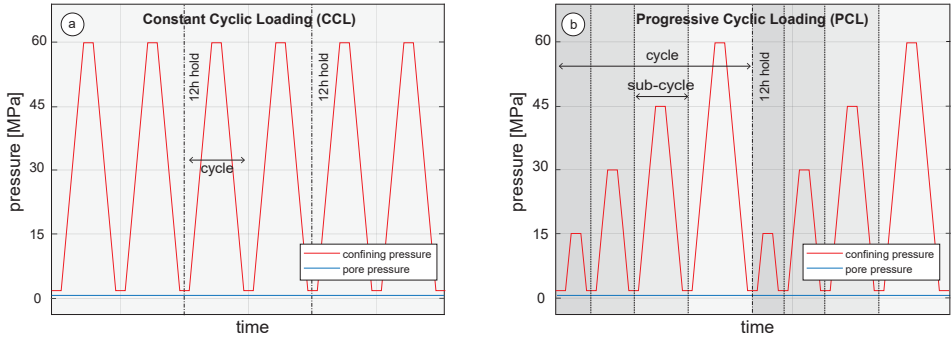 a
Constant Cyclic Loading (CCL)
60
45
30
15
0
pressure [MPa]
12h hold
12h hold
cycle
confining pressure
pore pressure
time
b
Progressive Cyclic Loading (PCL)
60
45
30
15
0
pressure [MPa]
cycle
sub-cycle
12h hold
confining pressure
pore pressure
time